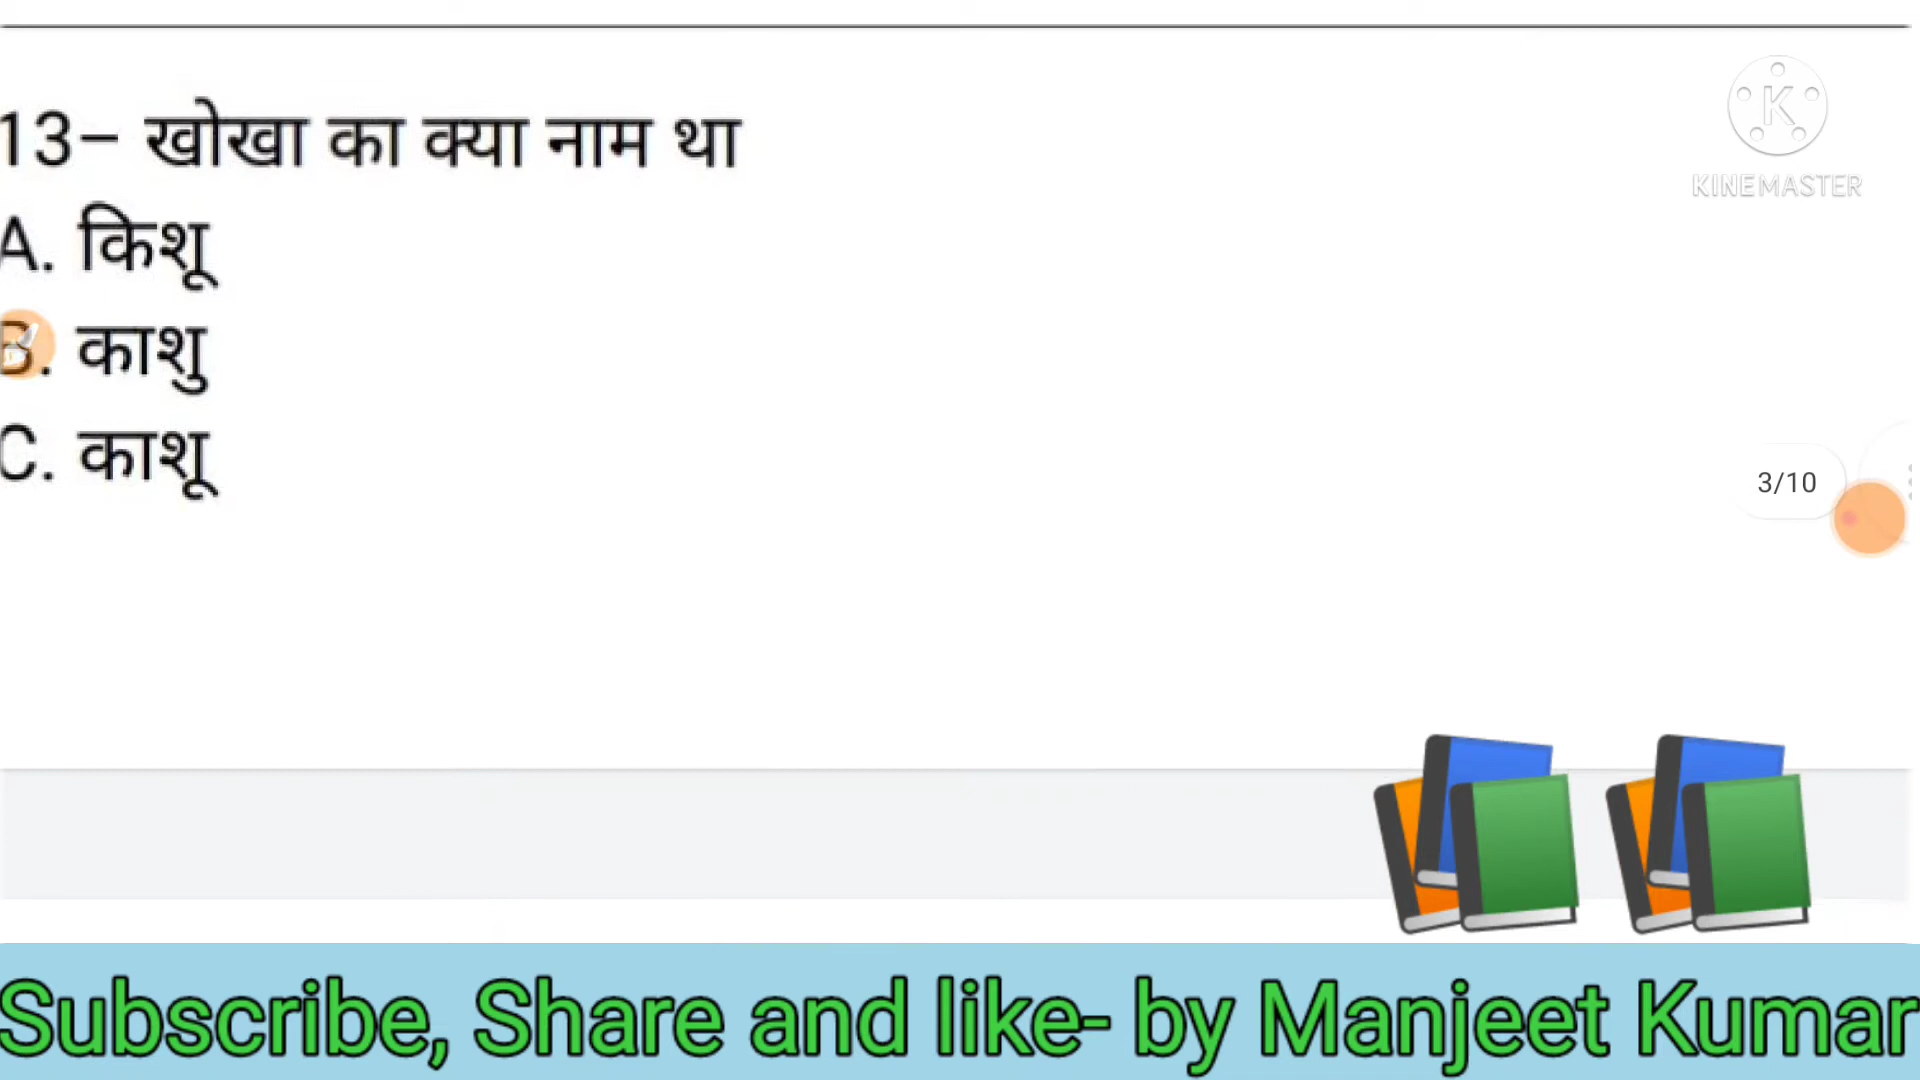 13– खोखा का क्या नाम था
KINEMASTER
A. किशू
B. काशु
C. काशू
3/10
Subscribe, Share and like- by Manjeet Kumar